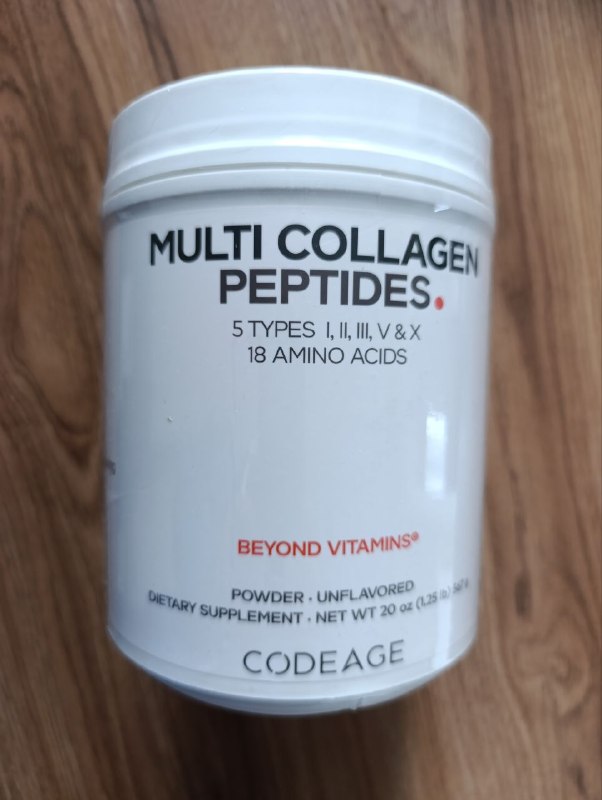 MULTI COLLAGEN
PEPTIDES.
5 TYPES I, II, III, V & X
18 AMINO ACIDS
BEYOND VITAMINS®
POWDER · UNFLAVORED
DIETARY SUPPLEMENT · NET WT 20 oz (1,25 lb) 567 g
CODEAGE